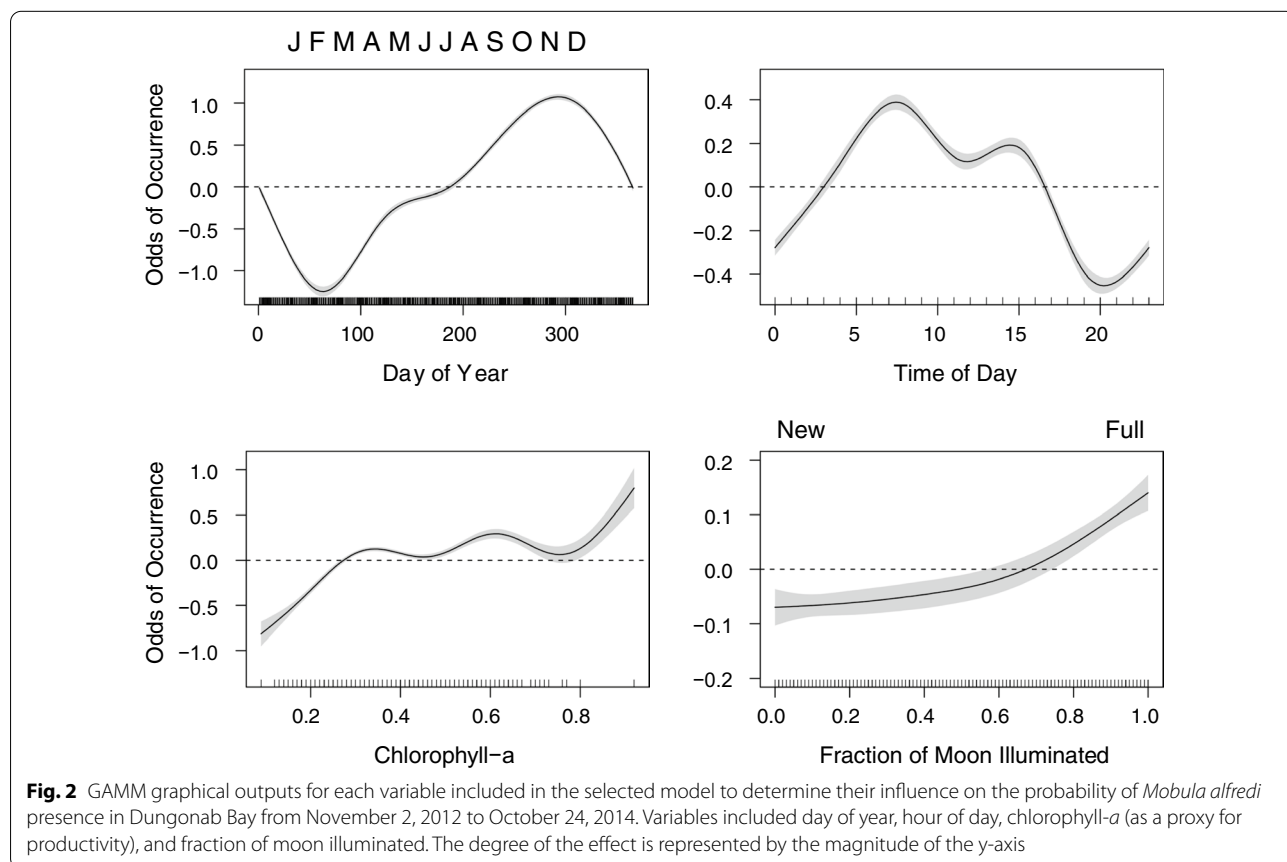 J F M A M J J A S O N D
Odds of Occurrence
1.0
0.5
0.0
−0.5
−1.0
0 100 200 300
Day of Year
0.4
0.2
0.0
−0.2
−0.4
0 5 10 15 20
Time of Day
Odds of Occurrence
1.0
0.5
0.0
−0.5
−1.0
0.2 0.4 0.6 0.8
Chlorophyll−a
New Full
0.2
0.1
0.0
−0.1
−0.2
0.0 0.2 0.4 0.6 0.8 1.0
Fraction of Moon Illuminated
Fig. 2 GAMM graphical outputs for each variable included in the selected model to determine their influence on the probability of Mobula alfredi
presence in Dungonab Bay from November 2, 2012 to October 24, 2014. Variables included day of year, hour of day, chlorophyll-a (as a proxy for
productivity), and fraction of moon illuminated. The degree of the effect is represented by the magnitude of the y-axis